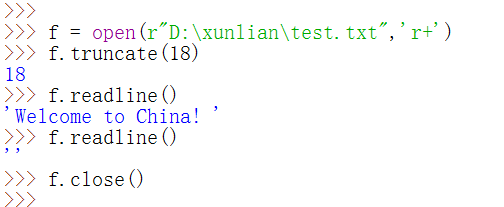 >>>
>>> f = open(r"D:\xunlian\test.txt",'r+')
>>> f.truncate(18)
18
>>> f.readline()
'Welcome to China! '
>>> f.readline()
''
>>> f.close()
>>>